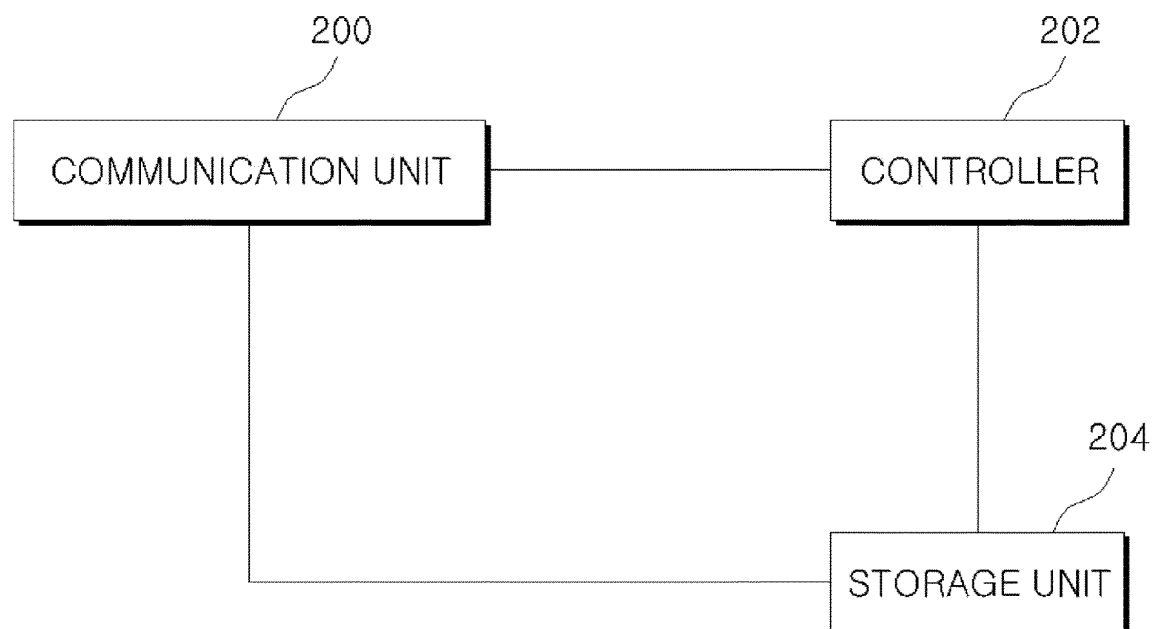 200
202
COMMUNICATION UNIT
CONTROLLER
204
STORAGE UNIT